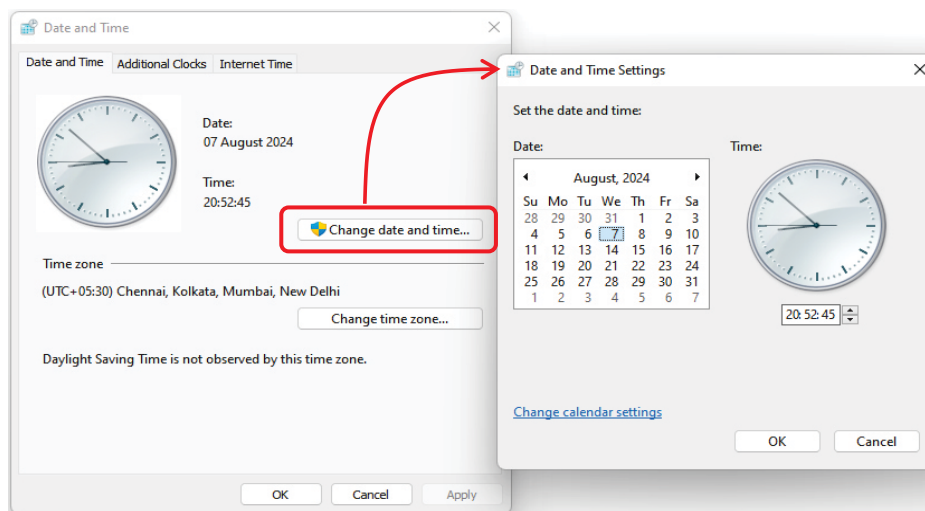 Date and Time
Date and Time Additional Clocks Internet Time
Date:
07 August 2024
Time:
20:52:45
Change date and time...
Time zone
(UTC+05:30) Chennai, Kolkata, Mumbai, New Delhi
Change time zone...
Daylight Saving Time is not observed by this time zone.
OK Cancel Apply
Date and Time Settings
Set the date and time:
Date: Time:
August, 2024
Su Mo Tu We Th Fr Sa
28 29 30 31 1 2 3
4 5 6 7 8 9 10
11 12 13 14 15 16 17
18 19 20 21 22 23 24
25 26 27 28 29 30 31
1 2 3 4 5 6 7
20: 52: 45
Change calendar settings
OK Cancel